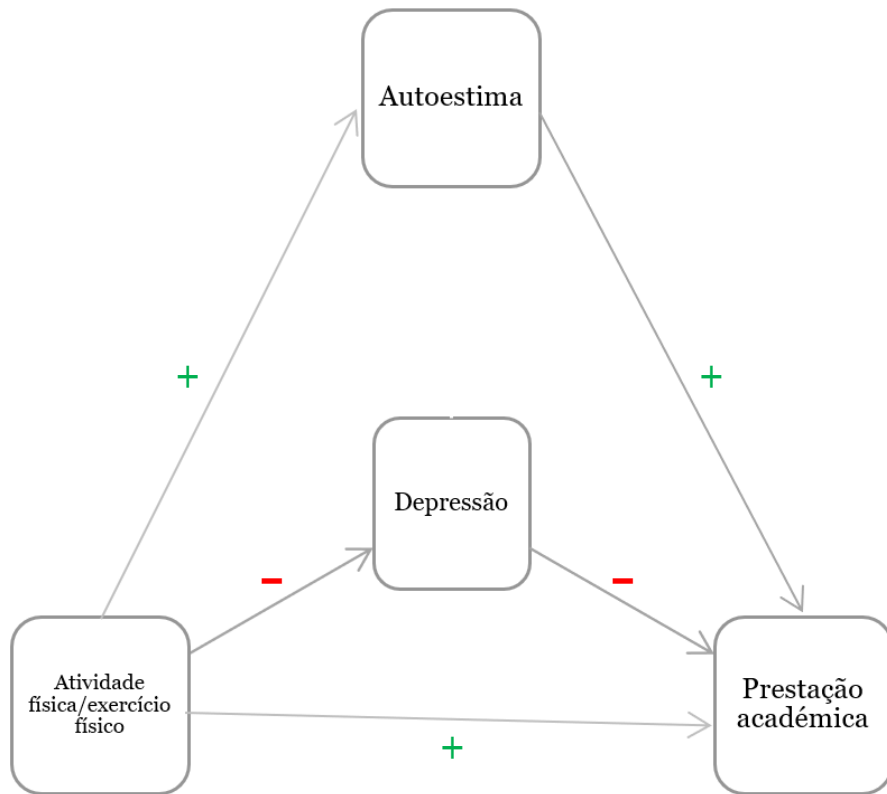 Autoestima
+
+
Depressão
-
-
Atividade
física/exercício
físico
Prestação
académica
+